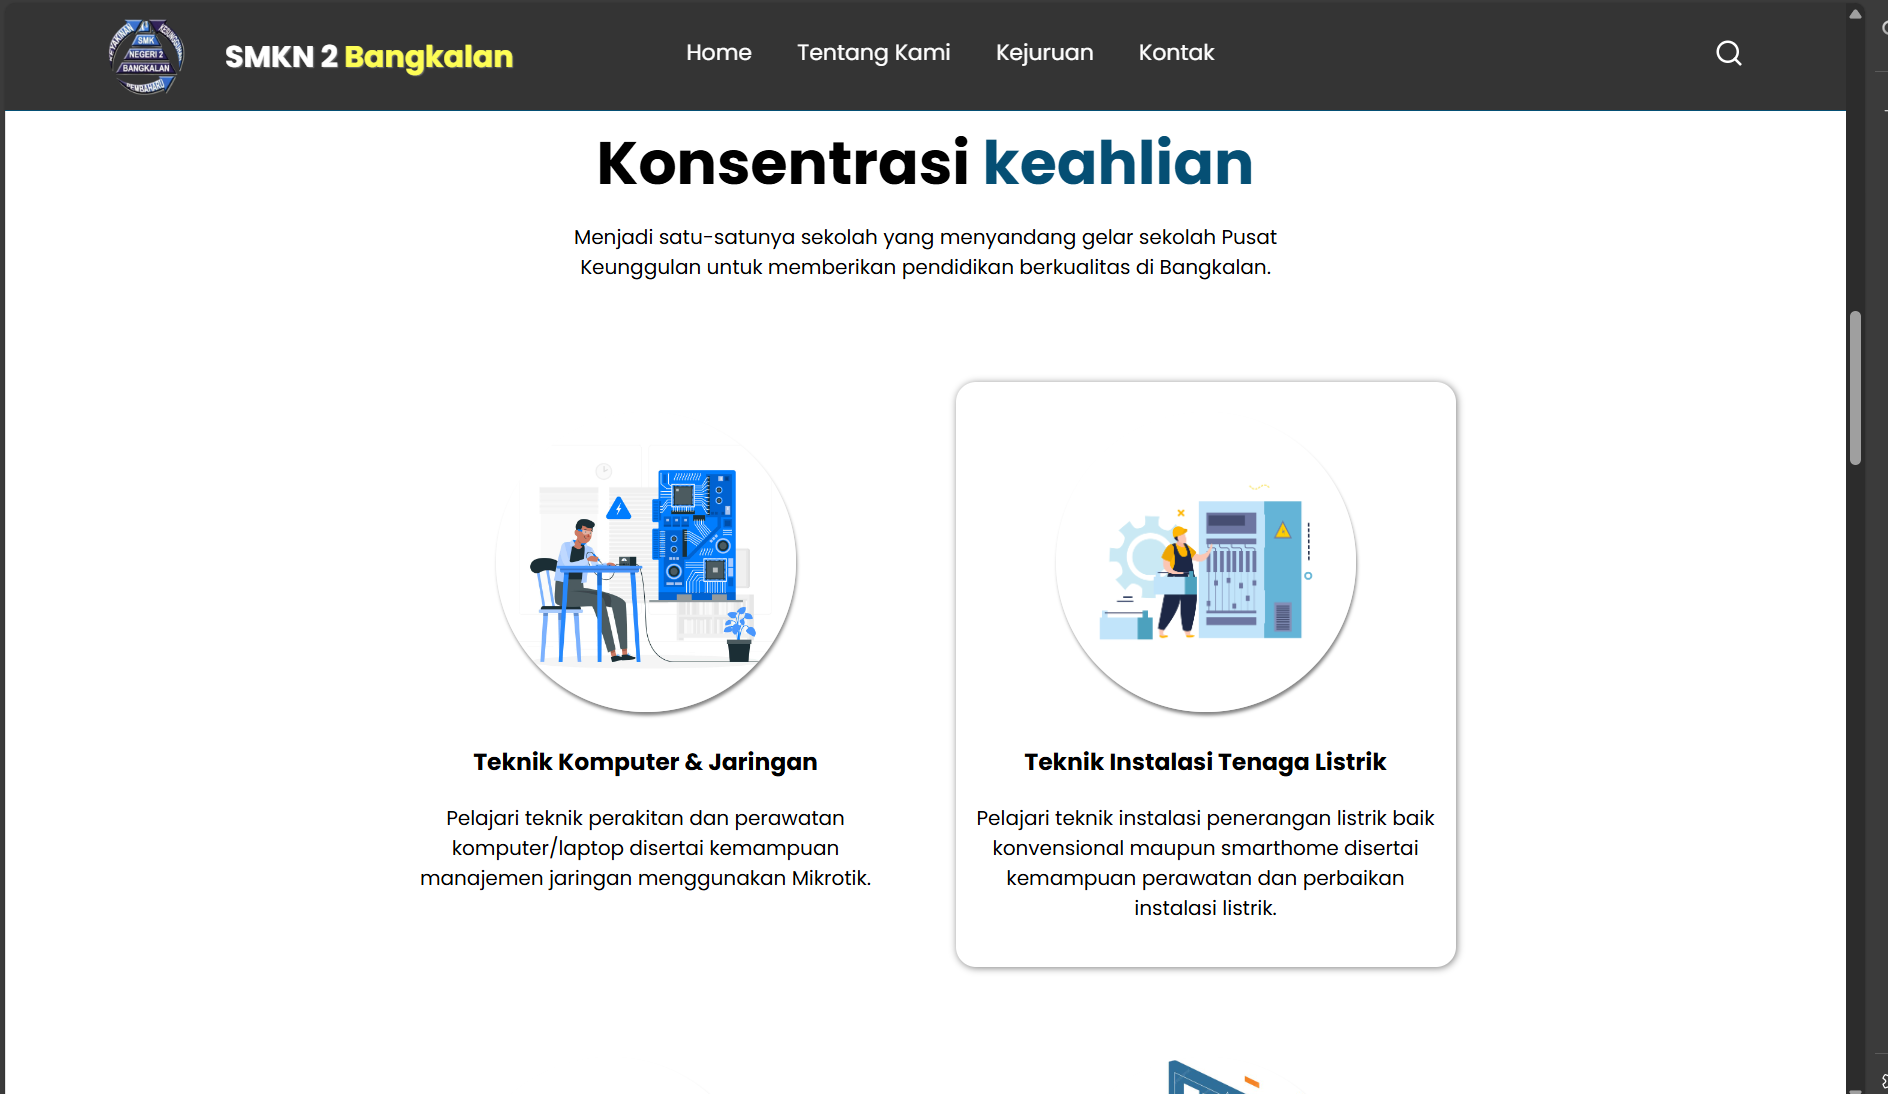 KEYAKINAN
SMK
NEGERI 2
BANGKALAN
PEMBAHARU
SMKN 2 Bangkalan
Home
Tentang Kami
Kejuruan
Kontak
Konsentrasi keahlian
Menjadi satu-satunya sekolah yang menyandang gelar sekolah Pusat
Keunggulan untuk memberikan pendidikan berkualitas di Bangkalan.
Teknik Komputer & Jaringan
Pelajari teknik perakitan dan perawatan
komputer/laptop disertai kemampuan
manajemen jaringan menggunakan Mikrotik.
Teknik Instalasi Tenaga Listrik
Pelajari teknik instalasi penerangan listrik baik
konvensional maupun smarthome disertai
kemampuan perawatan dan perbaikan
instalasi listrik.